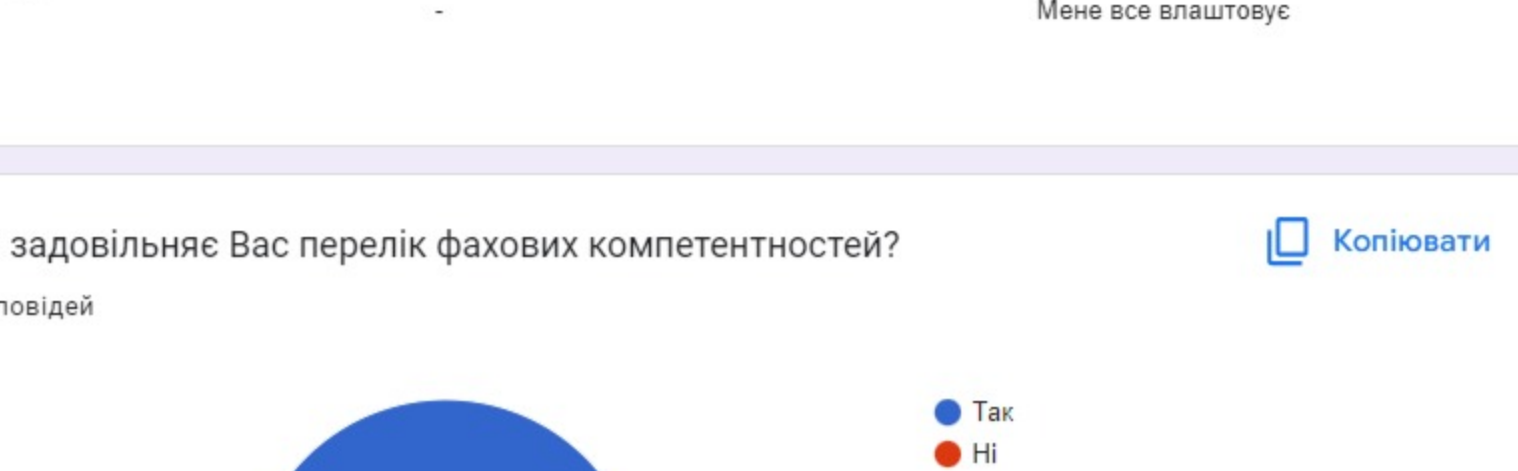 - Мене все влаштовує
задовільняє Вас перелік фахових компетентностей?
Копіювати
повідей
Так
Ні